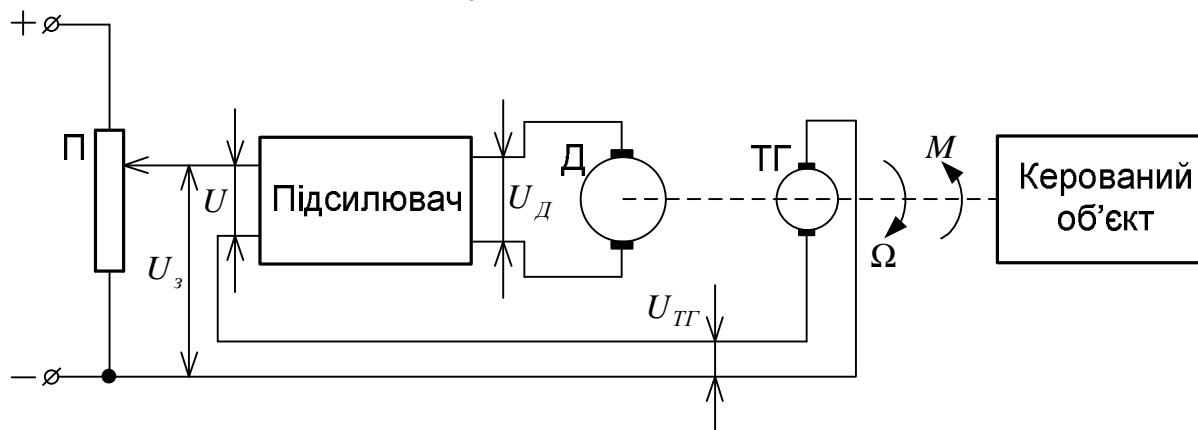 +
П
U
Підсилювач
U_Д
Д
ТГ
M
Ω
Керований
об’єкт
U_з
U_ТГ
−